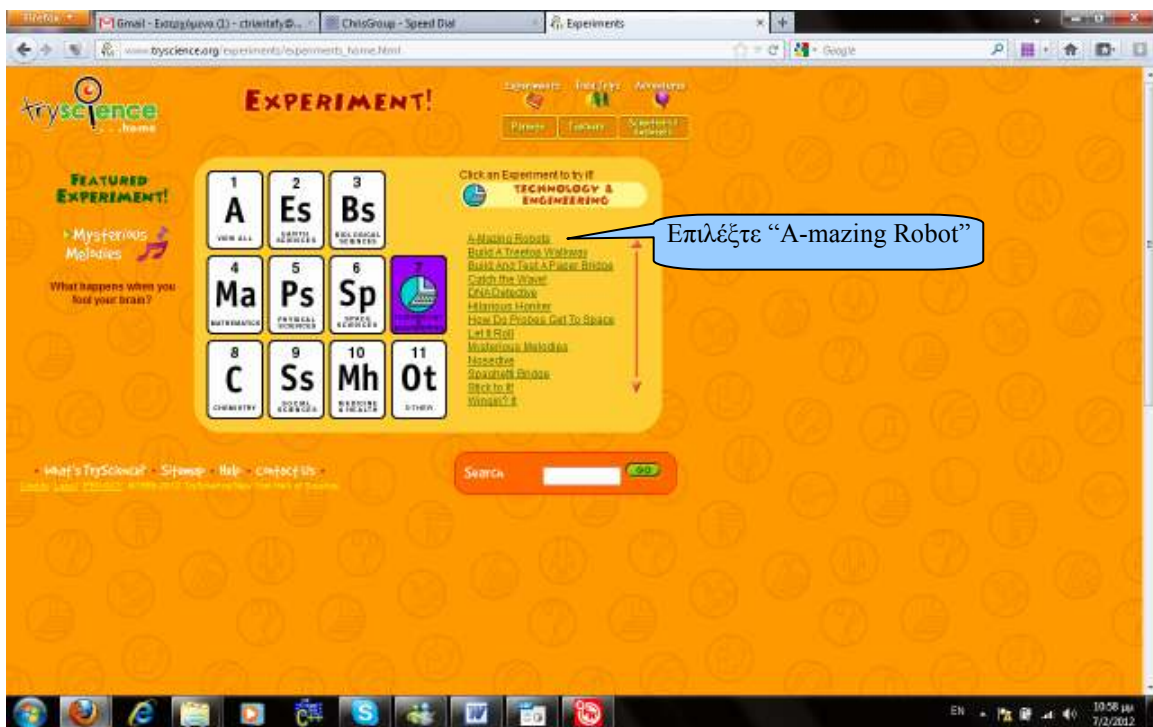 Firefox
Gmail - Εισερχόμενα (1) - ctriantafy@...
ChrisGroup - Speed Dial
Experiments
www.tryscience.org/experiments/experiments_home.html
Google
tryscience
...home
EXPERIMENT!
Experiments
Field Trips
Adventures
Parents
Teachers
FEATURED
EXPERIMENT!
Mysterious
Melodies
What happens when you
fool your brain?
1
A
VIEW ALL
2
Es
EARTH
SCIENCES
3
Bs
BIOLOGICAL
SCIENCES
4
Ma
MATHEMATICS
5
Ps
PHYSICAL
SCIENCES
6
Sp
SPACE
SCIENCES
7
8
C
CHEMISTRY
9
Ss
SOCIAL
SCIENCES
10
Mh
MEDICINE
& HEALTH
11
Ot
OTHER
Click an Experiment to try it!
TECHNOLOGY &
ENGINEERING
A-Mazing Robots
Build A Treetop Walkway
Build And Test A Paper Bridge
Catch the Wave!
DNA Detective
Hilarious Honker
How Do Probes Get To Space
Let It Roll
Mysterious Melodies
Nosedive
Spaghetti Bridge
Stick to it!
Wingin? It
Επιλέξτε “A-mazing Robot”
• What's TryScience? • Sitemap • Help • Contact Us •
Search
GO
EN
10:58 μμ
7/2/2012